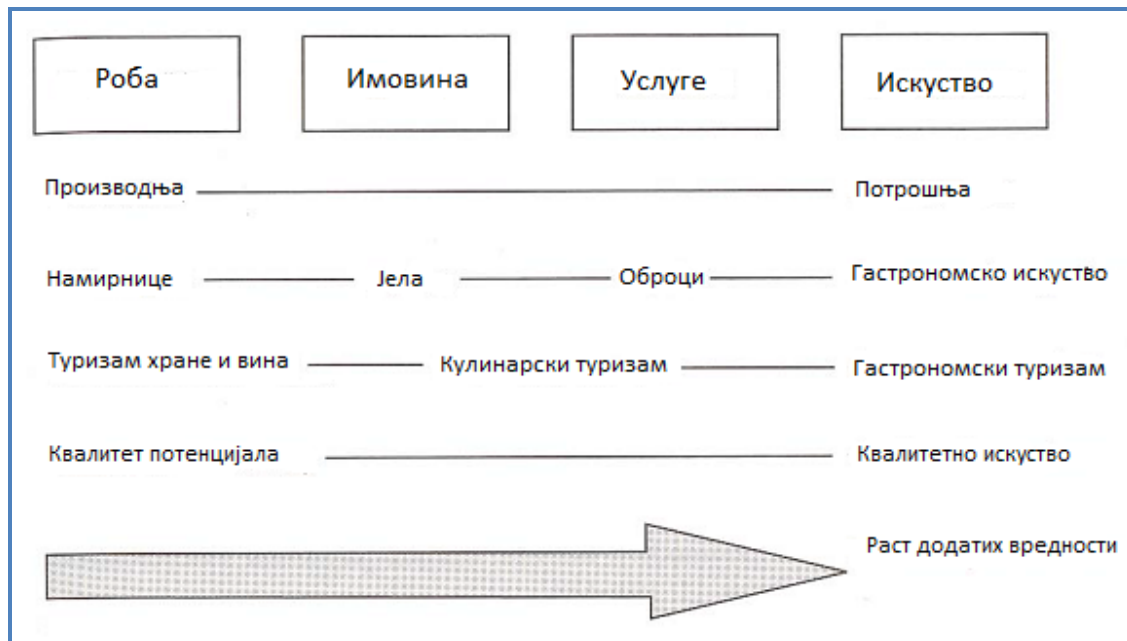 Роба Имовина Услуге Искуство
Производња Потрошња
Намирнице Јела Оброци Гастрономско искуство
Туризам хране и вина Кулинарски туризам Гастрономски туризам
Квалитет потенцијала Квалитетно искуство
Раст додатих вредности